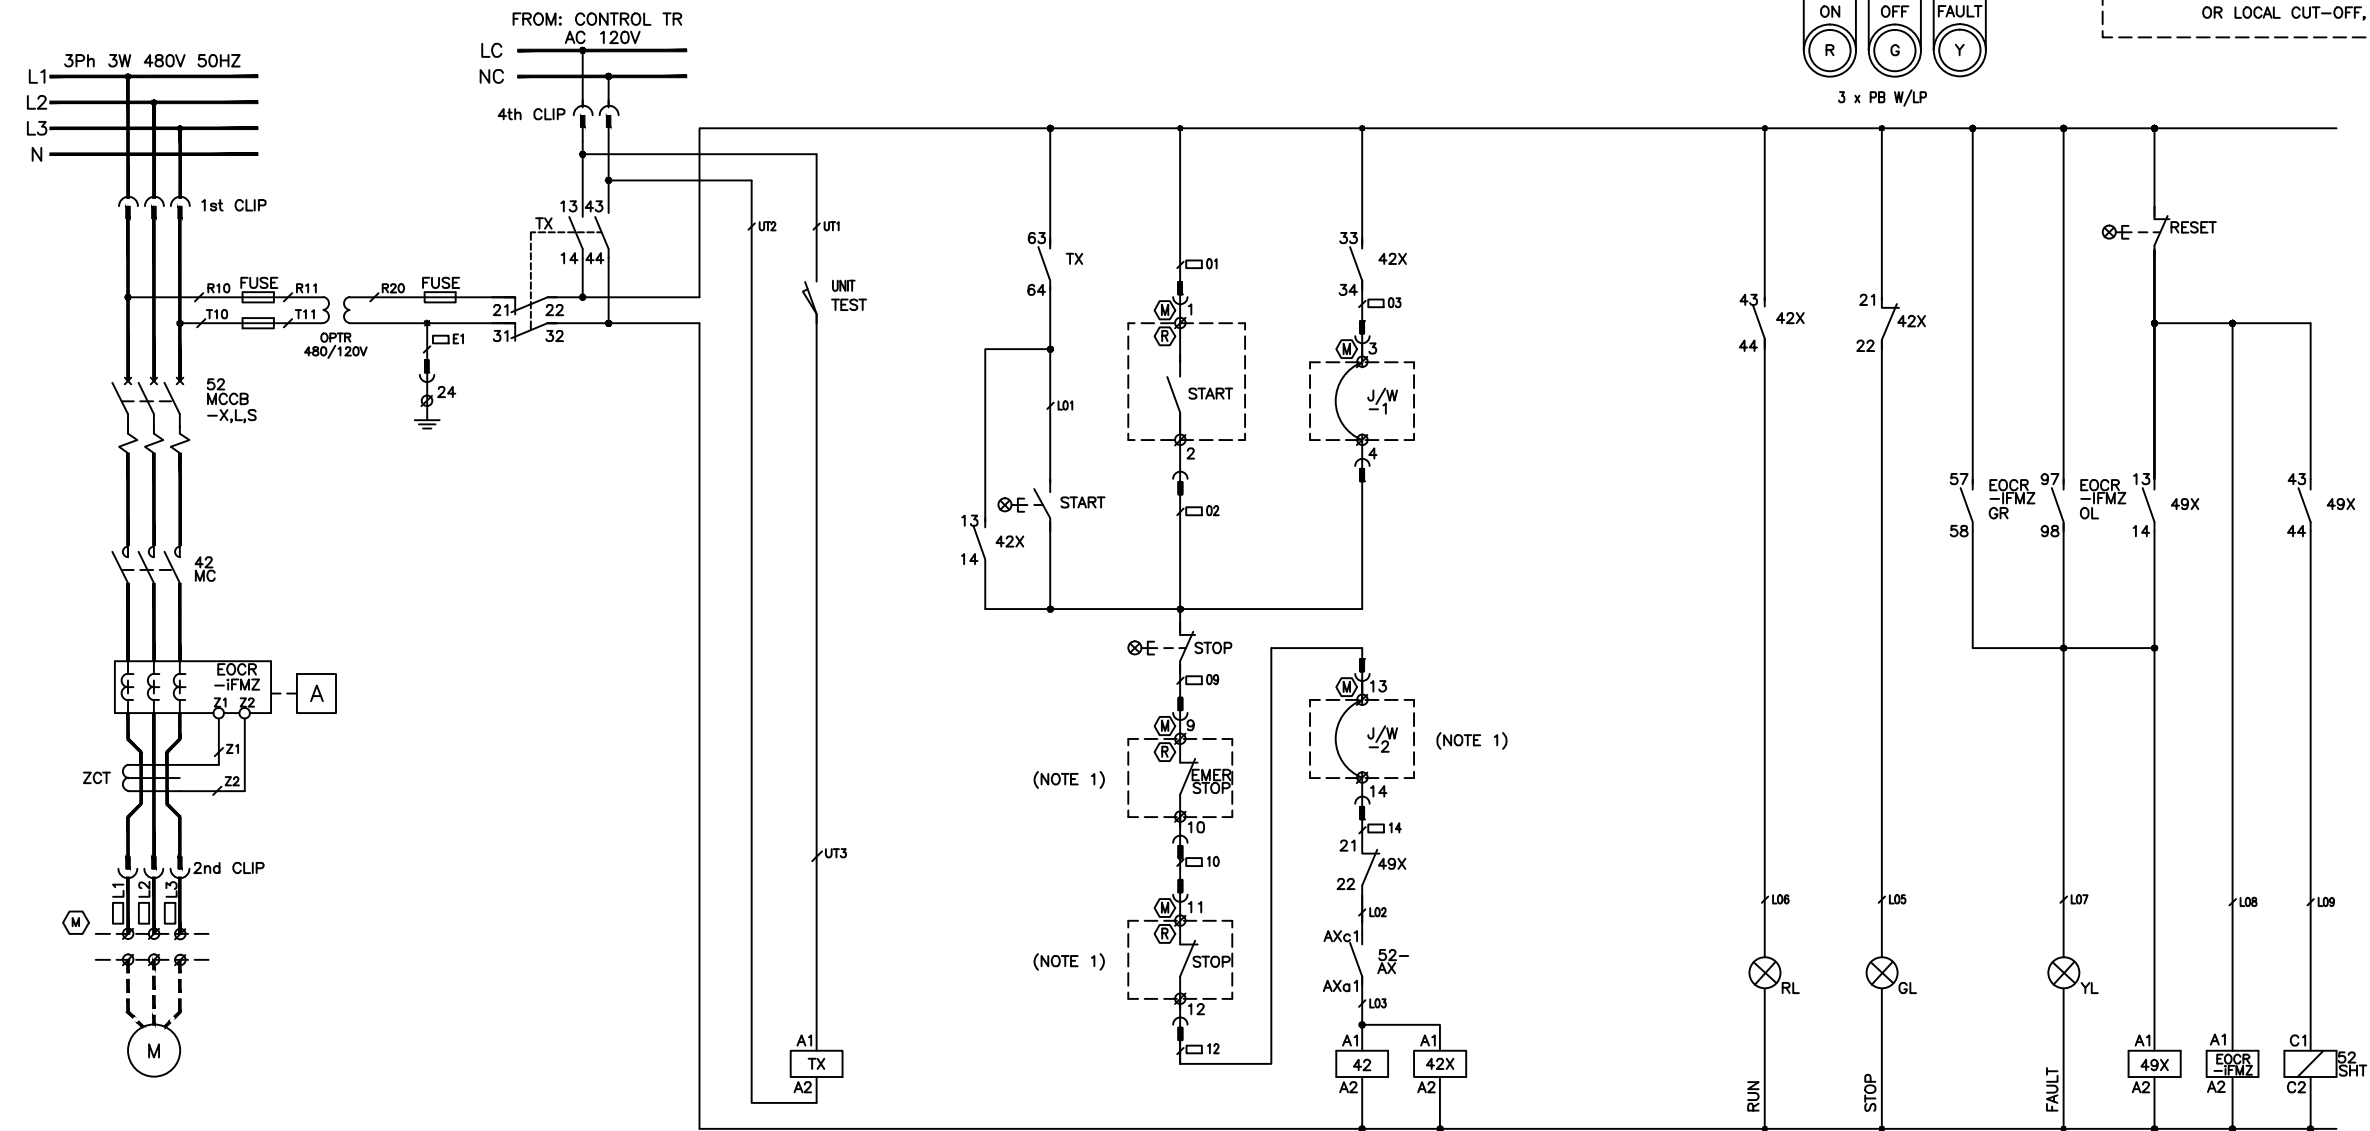 FROM: CONTROL TR
AC 120V
LC
NC
4th CLIP
3Ph 3W 480V 50HZ
L1
L2
L3
N
1st CLIP
ON
OFF
FAULT
R
G
Y
3 x PB W/LP
OR LOCAL CUT-OFF,
13 43
TX
14 44
UT2
UT1
UNIT
TEST
R10
FUSE
R11
R20
FUSE
T10
T11
OPTR
480/120V
21
22
31
32
E1
24
52
MCCB
-X,L,S
42
MC
EOCR
-iFMZ
Z1 Z2
A
Z1
Z2
ZCT
2nd CLIP
L1
L2
L3
M
M
UT3
A1
TX
A2
63
TX
64
L01
START
13
42X
14
01
M
1
R
START
2
02
33
42X
34
03
M
3
J/W
-1
4
STOP
09
M
9
R
(NOTE 1)
EMER
STOP
10
10
M
11
R
(NOTE 1)
STOP
12
12
M
13
J/W
-2
(NOTE 1)
14
14
21
49X
22
L02
AXc1
52-
AX
AXa1
L03
A1
42
A2
A1
42X
A2
43
42X
44
L06
RL
RUN
21
42X
22
L05
GL
STOP
57
EOCR
-IFMZ
GR
58
97
EOCR
-IFMZ
OL
98
L07
YL
FAULT
RESET
13
49X
14
A1
49X
A2
L08
A1
EOCR
-iFMZ
A2
43
49X
44
L09
C1
52
SHT
C2